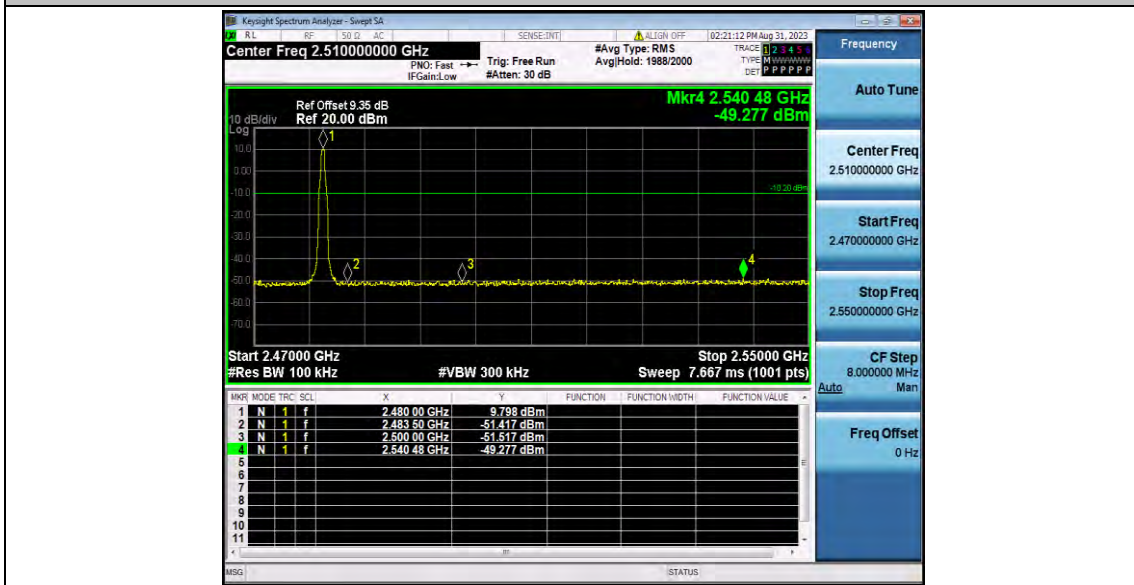 Keysight Spectrum Analyzer - Swept SA
RL RF 50 Ω AC SENSE:INT ALIGN OFF 02:21:12 PM Aug 31, 2023
Center Freq 2.510000000 GHz
PNO: Fast
IFGain:Low
Trig: Free Run
#Atten: 30 dB
#Avg Type: RMS
Avg|Hold: 1988/2000
TRACE 1 2 3 4 5 6
TYPE M WWWWW
DET P P P P P P
Mkr4 2.540 48 GHz
-49.277 dBm
10 dB/div
Log
Ref Offset 9.35 dB
Ref 20.00 dBm
10.0
0.00
-10.0
-20.0
-30.0
-40.0
-50.0
-60.0
-70.0
1
2
3
4
-10.20 dBm
Start 2.47000 GHz Stop 2.55000 GHz
#Res BW 100 kHz #VBW 300 kHz Sweep 7.667 ms (1001 pts)
MKR MODE TRC SCL X Y FUNCTION FUNCTION WIDTH FUNCTION VALUE
1 N 1 f 2.480 00 GHz 9.798 dBm
2 N 1 f 2.483 50 GHz -51.417 dBm
3 N 1 f 2.500 00 GHz -51.517 dBm
4 N 1 f 2.540 48 GHz -49.277 dBm
5
6
7
8
9
10
11
MSG STATUS
Frequency
Auto Tune
Center Freq
2.510000000 GHz
Start Freq
2.470000000 GHz
Stop Freq
2.550000000 GHz
CF Step
8.000000 MHz
Auto Man
Freq Offset
0 Hz